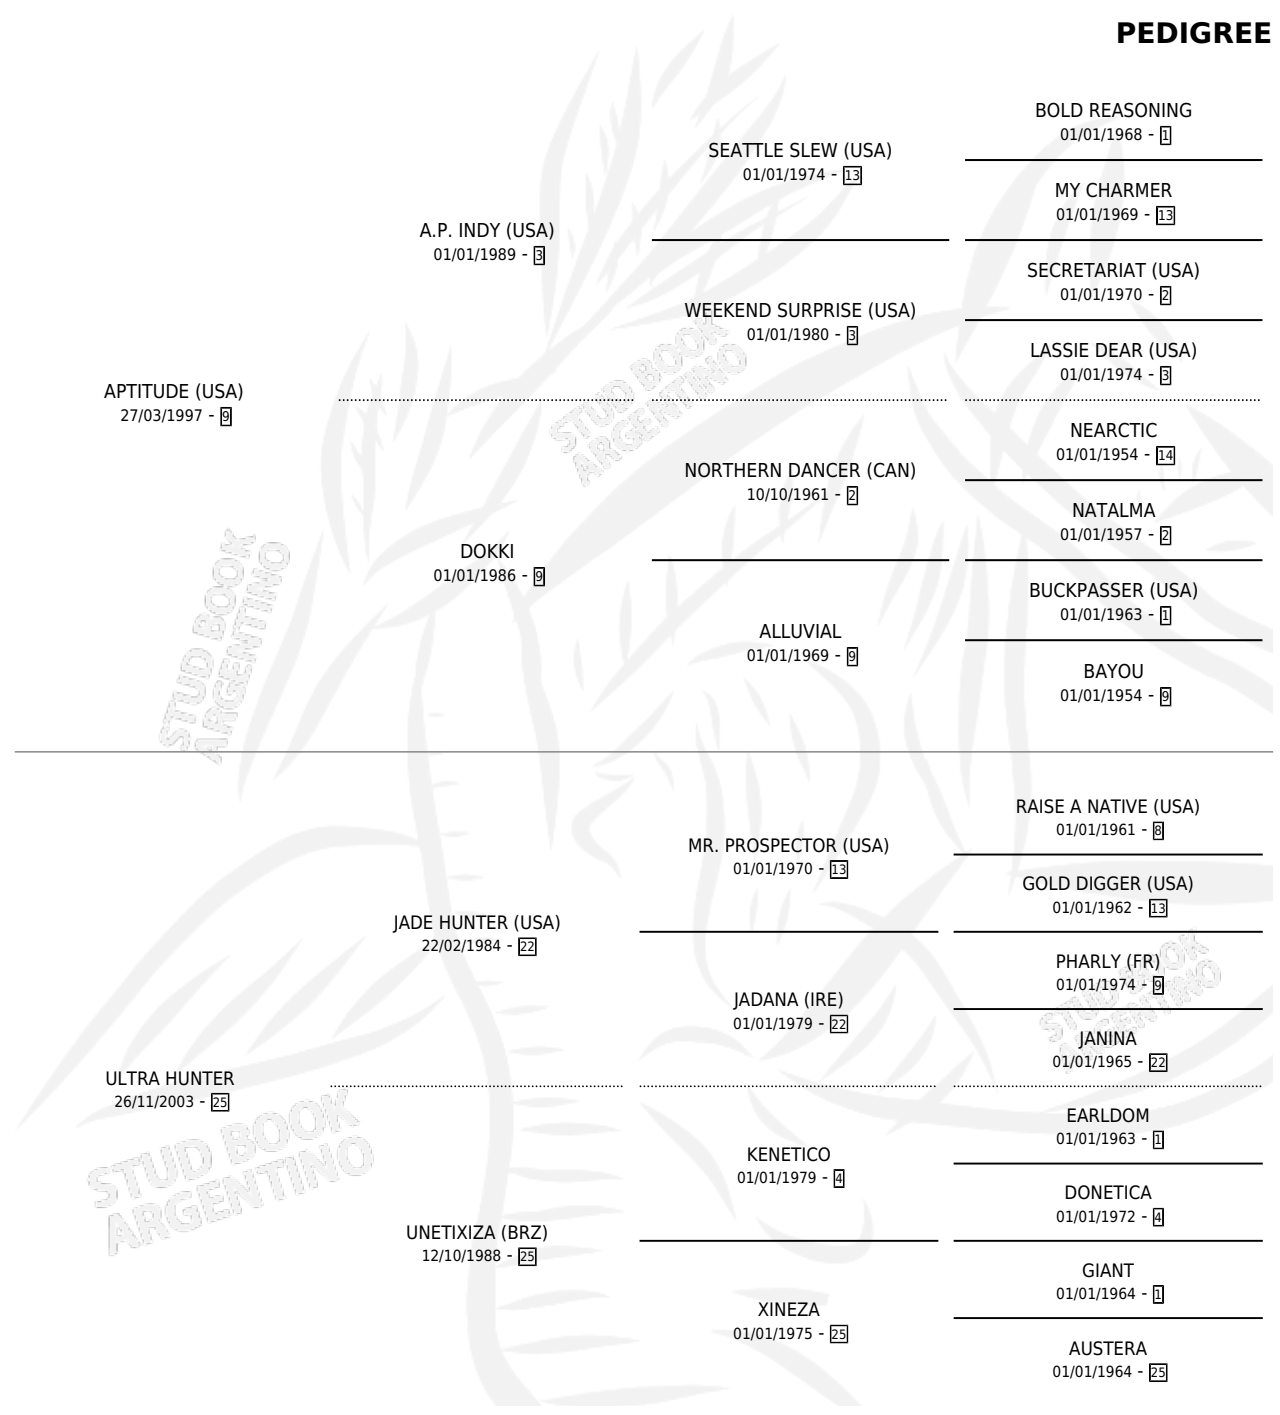 PEDIGREE
BOLD REASONING
01/01/1968 - 1
SEATTLE SLEW (USA)
01/01/1974 - 13
MY CHARMER
01/01/1969 - 13
A.P. INDY (USA)
01/01/1989 - 3
SECRETARIAT (USA)
01/01/1970 - 2
WEEKEND SURPRISE (USA)
01/01/1980 - 3
LASSIE DEAR (USA)
01/01/1974 - 3
APTITUDE (USA)
27/03/1997 - 9
NEARCTIC
01/01/1954 - 14
NORTHERN DANCER (CAN)
10/10/1961 - 2
NATALMA
01/01/1957 - 2
DOKKI
01/01/1986 - 9
BUCKPASSER (USA)
01/01/1963 - 1
ALLUVIAL
01/01/1969 - 9
BAYOU
01/01/1954 - 9
STUD BOOK
ARGENTINO
STUD BOOK
ARGENTINO
RAISE A NATIVE (USA)
01/01/1961 - 8
MR. PROSPECTOR (USA)
01/01/1970 - 13
GOLD DIGGER (USA)
01/01/1962 - 13
JADE HUNTER (USA)
22/02/1984 - 22
PHARLY (FR)
01/01/1974 - 9
JADANA (IRE)
01/01/1979 - 22
JANINA
01/01/1965 - 22
ULTRA HUNTER
26/11/2003 - 25
EARLDOM
01/01/1963 - 1
KENETICO
01/01/1979 - 4
DONETICA
01/01/1972 - 4
UNETIXIZA (BRZ)
12/10/1988 - 25
GIANT
01/01/1964 - 1
XINEZA
01/01/1975 - 25
AUSTERA
01/01/1964 - 25
STUD BOOK
ARGENTINO
STUD BOOK
ARGENTINO